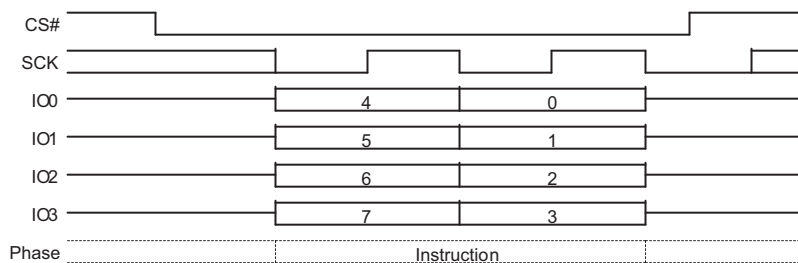 CS#
SCK
IO0 4 0
IO1 5 1
IO2 6 2
IO3 7 3
Phase Instruction